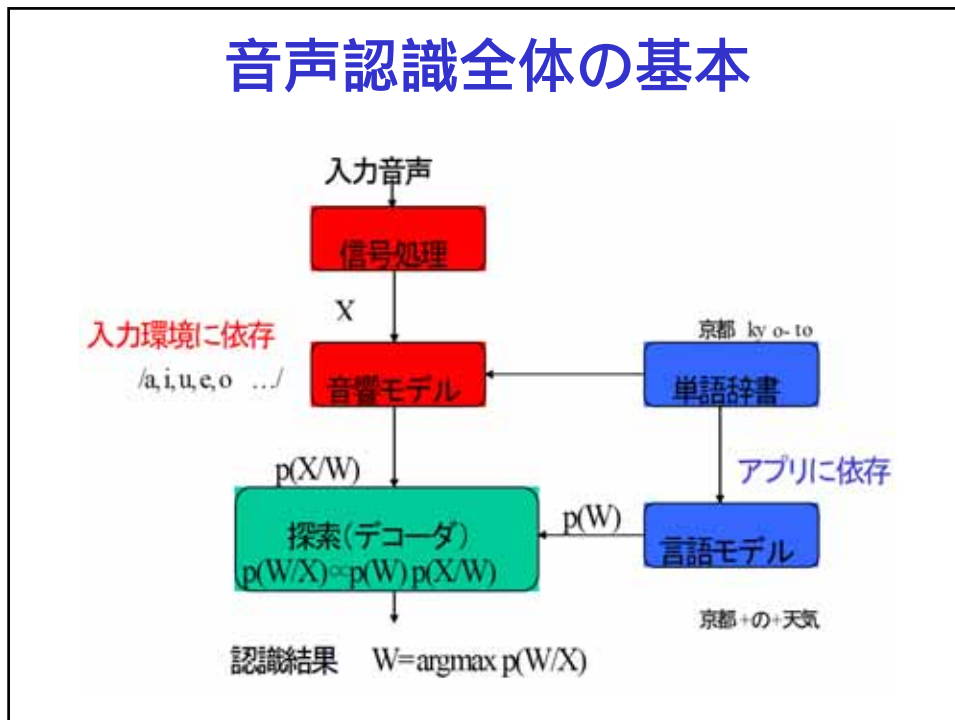 音声認識全体の基本
入力音声
信号処理
X
入力環境に依存
京都 ky o- to
/a, i, u, e, o …/
音響モデル
単語辞書
アプリに依存
p(X/W)
p(W)
探索(デコーダ)
p(W/X)∝p(W) p(X/W)
言語モデル
京都+の+天気
認識結果 W=argmax p(W/X)